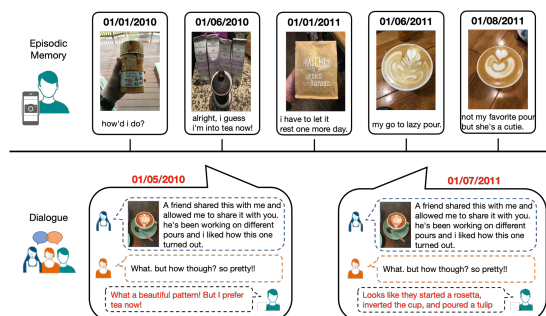 01/01/2010
01/06/2010
01/01/2011
01/06/2011
01/08/2011
Episodic
Memory
how'd i do?
alright, i guess
i'm into tea now!
i have to let it
rest one more day.
my go to lazy pour.
not my favorite pour
but she's a cutie.
01/05/2010
01/07/2011
Dialogue
A friend shared this with me and
allowed me to share it with you.
he's been working on different
pours and i liked how this one
turned out.
What. but how though? so pretty!!
What a beautiful pattern! But I prefer
tea now!
A friend shared this with me and
allowed me to share it with you.
he's been working on different
pours and i liked how this one
turned out.
What. but how though? so pretty!!
Looks like they started a rosetta,
inverted the cup, and poured a tulip